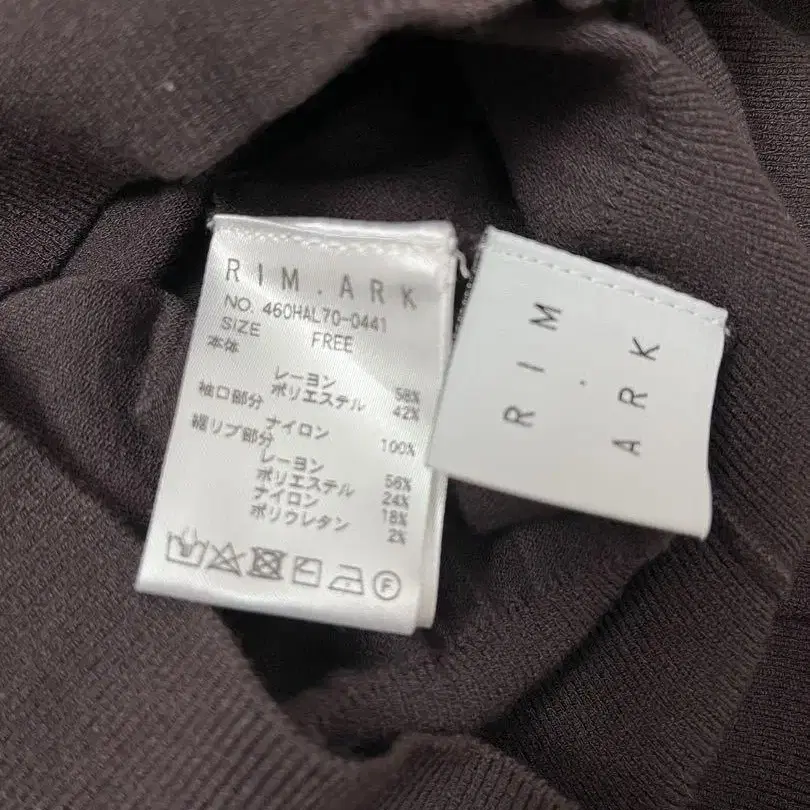 RIM.ARK
NO. 460HAL70-0441
SIZE FREE
本体
レーヨン 58%
ポリエステル 42%
袖口部分
ナイロン 100%
裾リブ部分
レーヨン 56%
ポリエステル 24%
ナイロン 18%
ポリウレタン 2%
F
RIM.
ARK